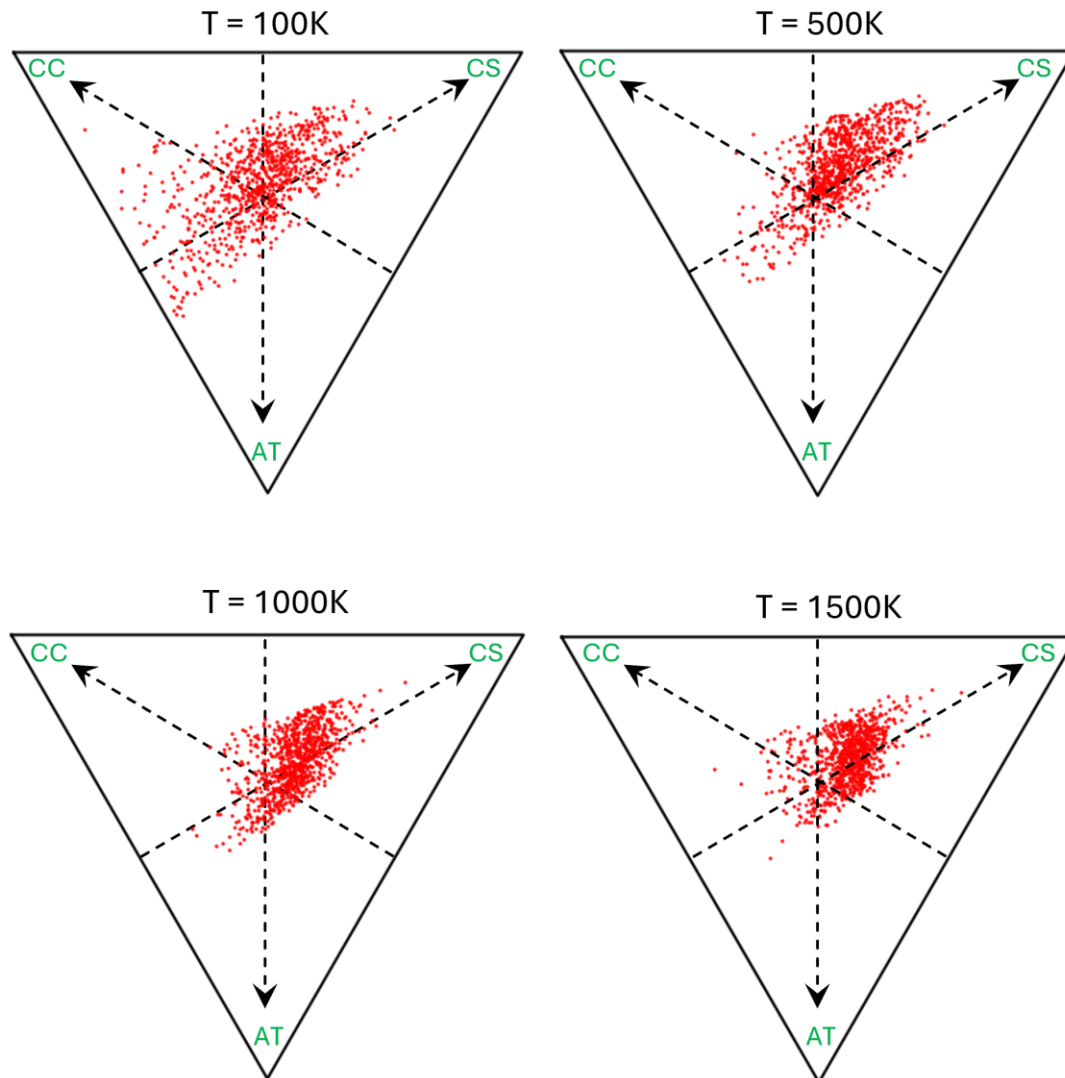 T = 100K
T = 500K
CC
CS
CC
CS
AT
AT
T = 1000K
T = 1500K
CC
CS
CC
CS
AT
AT